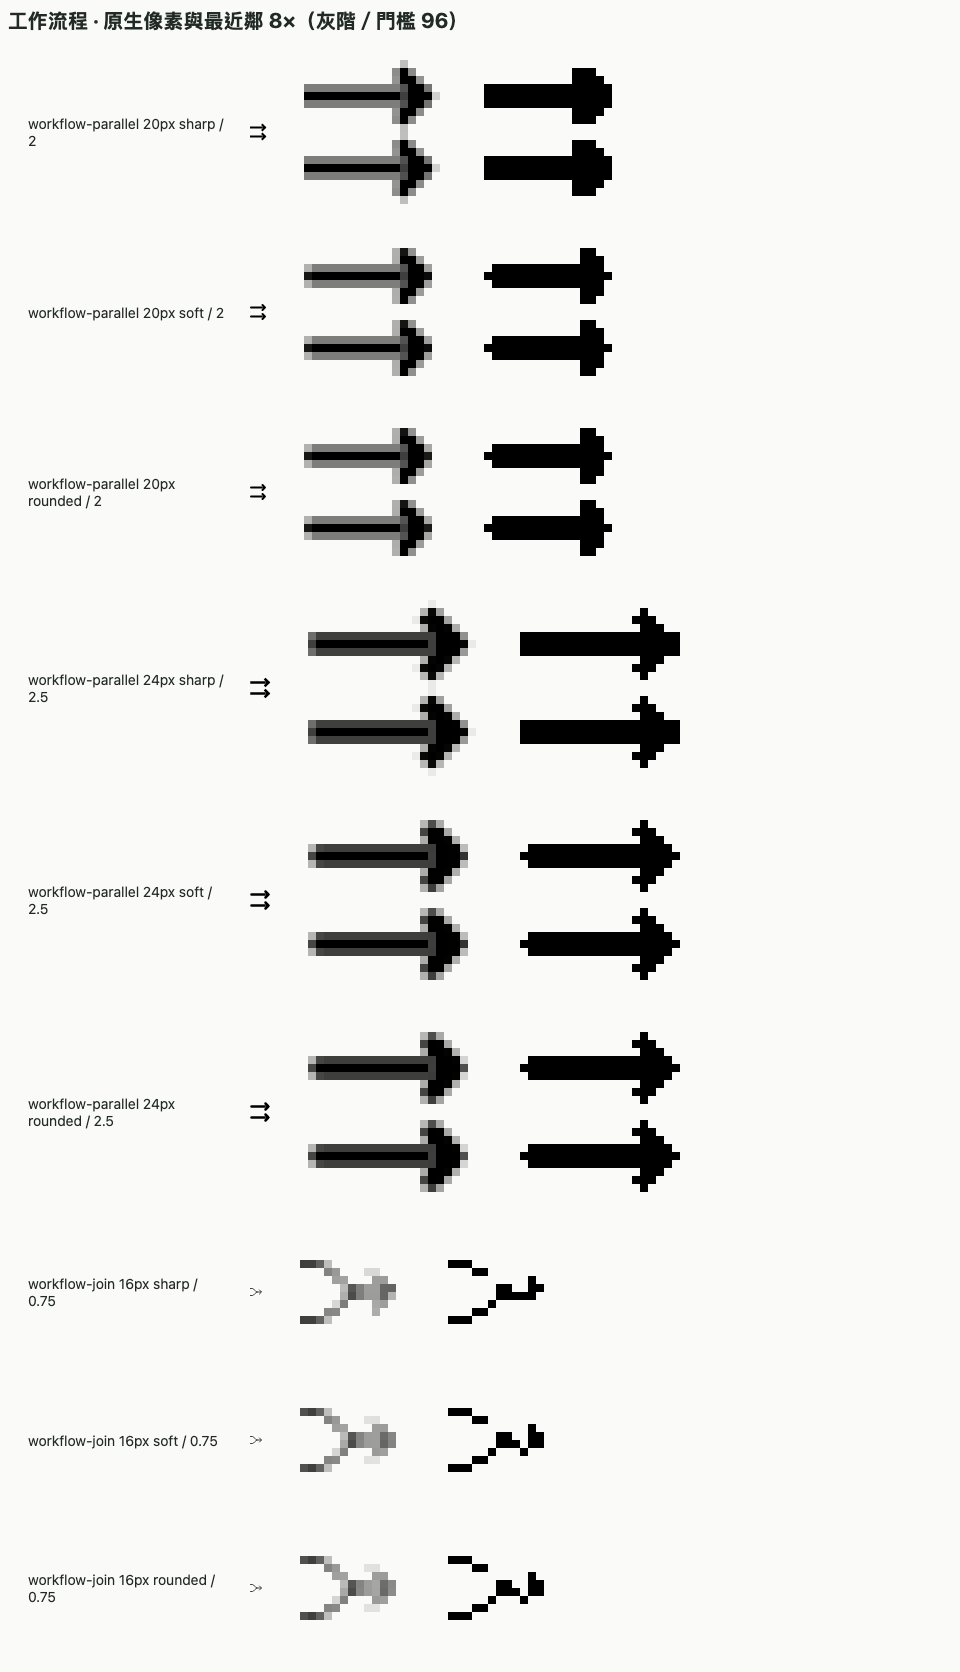 工作流程 · 原生像素與最近鄰 8×（灰階 / 門檻 96）
workflow-parallel 20px sharp /
2
workflow-parallel 20px soft / 2
workflow-parallel 20px
rounded / 2
workflow-parallel 24px sharp /
2.5
workflow-parallel 24px soft /
2.5
workflow-parallel 24px
rounded / 2.5
workflow-join 16px sharp /
0.75
workflow-join 16px soft / 0.75
workflow-join 16px rounded /
0.75